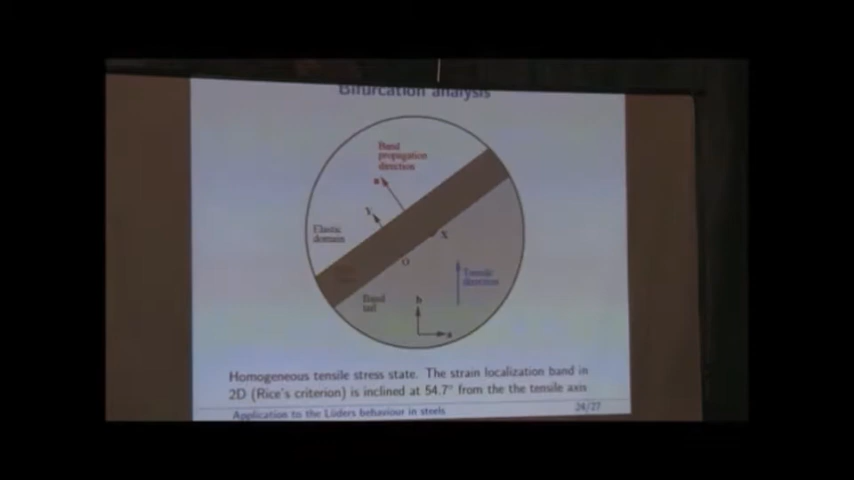 Bifurcation analysis
Band
propagation
direction
n
Y
Elastic
domain
X
O
Tensile
direction
Band
tail
b
a
Homogeneous tensile stress state. The strain localization band in
2D (Rice's criterion) is inclined at 54.7° from the the tensile axis
Application to the Lüders behaviour in steels
24/27